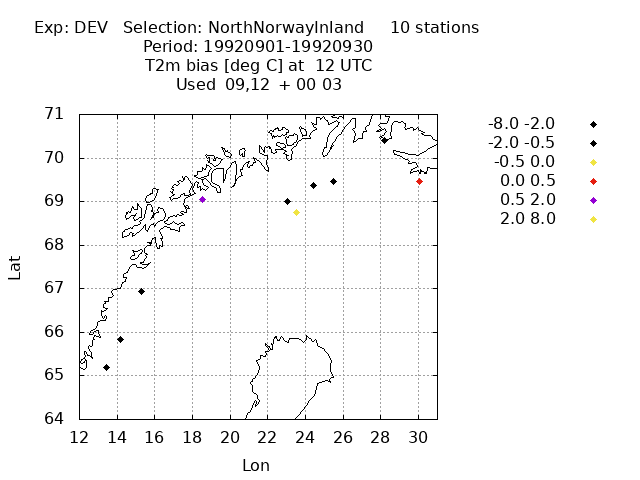 Exp: DEV   Selection: NorthNorwayInland     10 stations
Period: 19920901-19920930
T2m bias [deg C] at  12 UTC
Used  09,12  + 00 03
-8.0 -2.0
-2.0 -0.5
-0.5 0.0
0.0 0.5
0.5 2.0
2.0 8.0
71
70
69
68
67
66
65
64
Lat
12 14 16 18 20 22 24 26 28 30
Lon